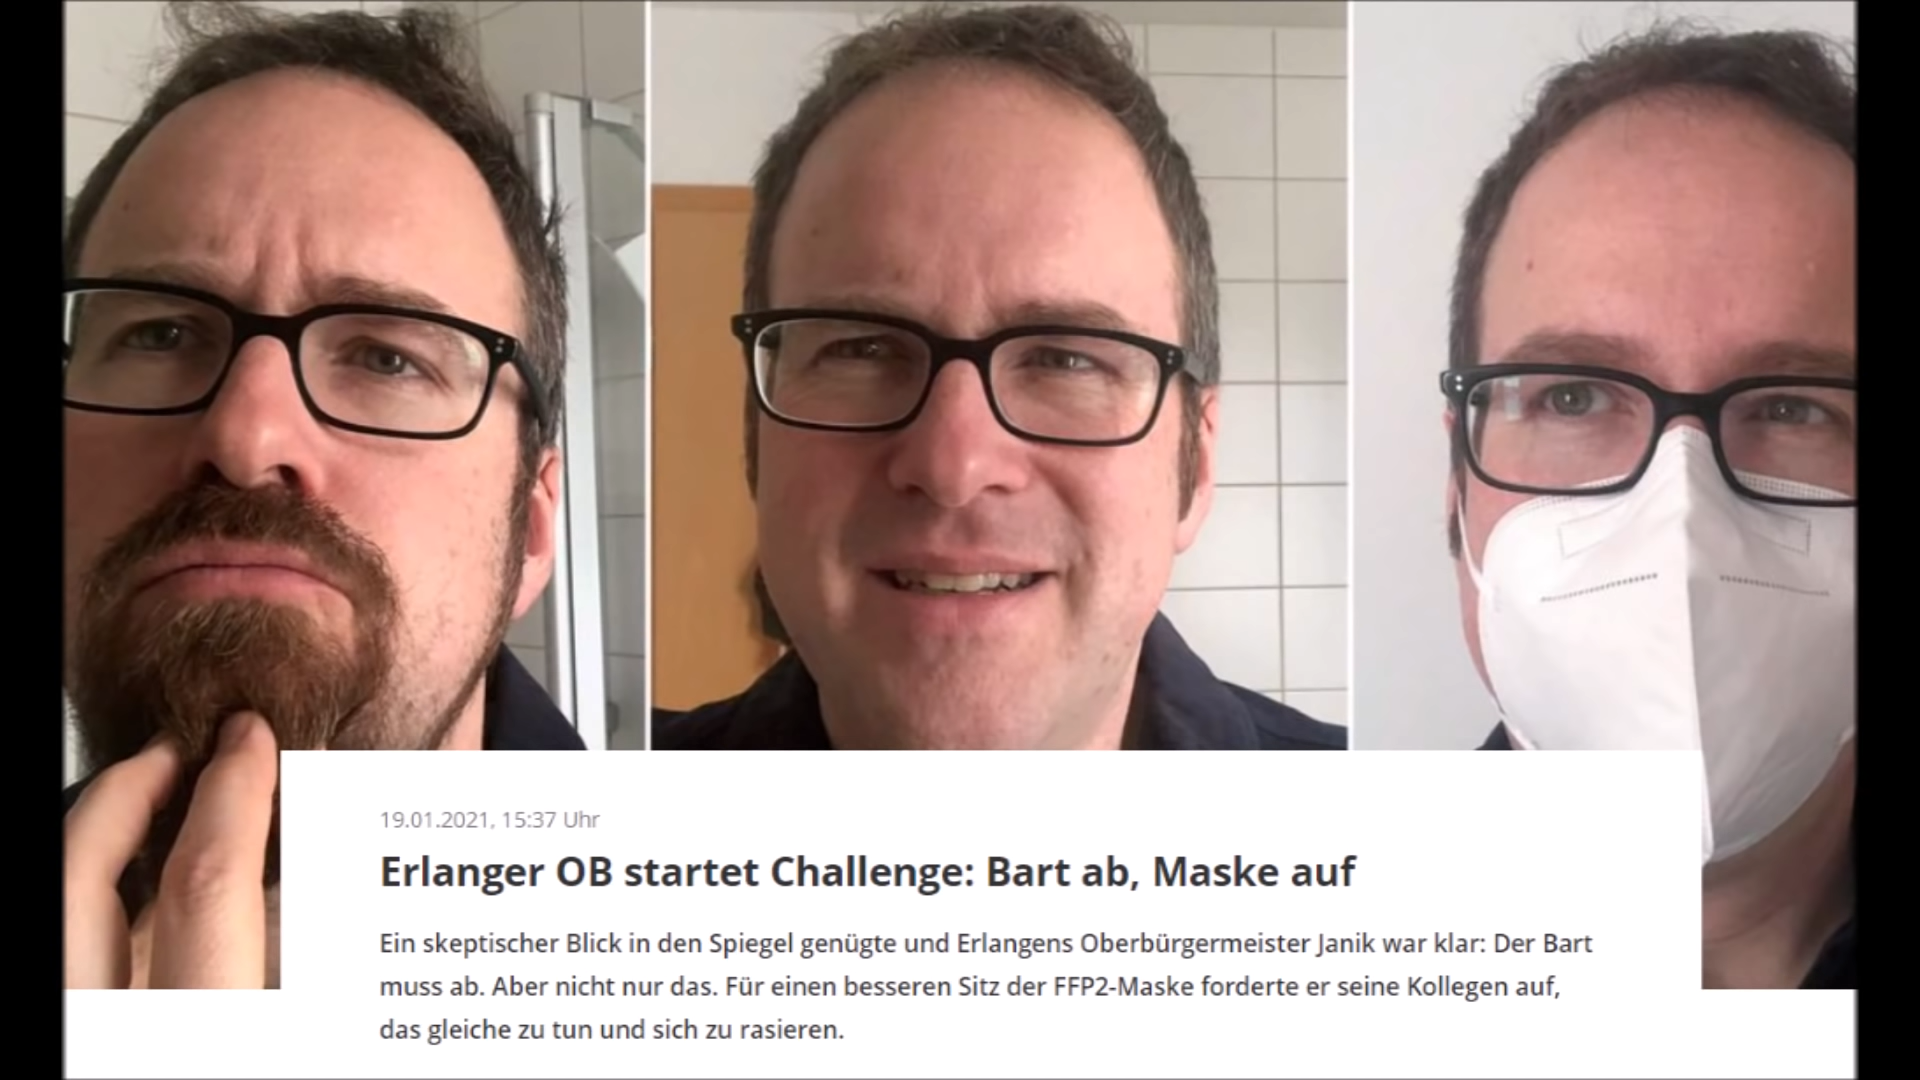 19.01.2021, 15:37 Uhr
Erlanger OB startet Challenge: Bart ab, Maske auf
Ein skeptischer Blick in den Spiegel genügte und Erlangens Oberbürgermeister Janik war klar: Der Bart
muss ab. Aber nicht nur das. Für einen besseren Sitz der FFP2-Maske forderte er seine Kollegen auf,
das gleiche zu tun und sich zu rasieren.